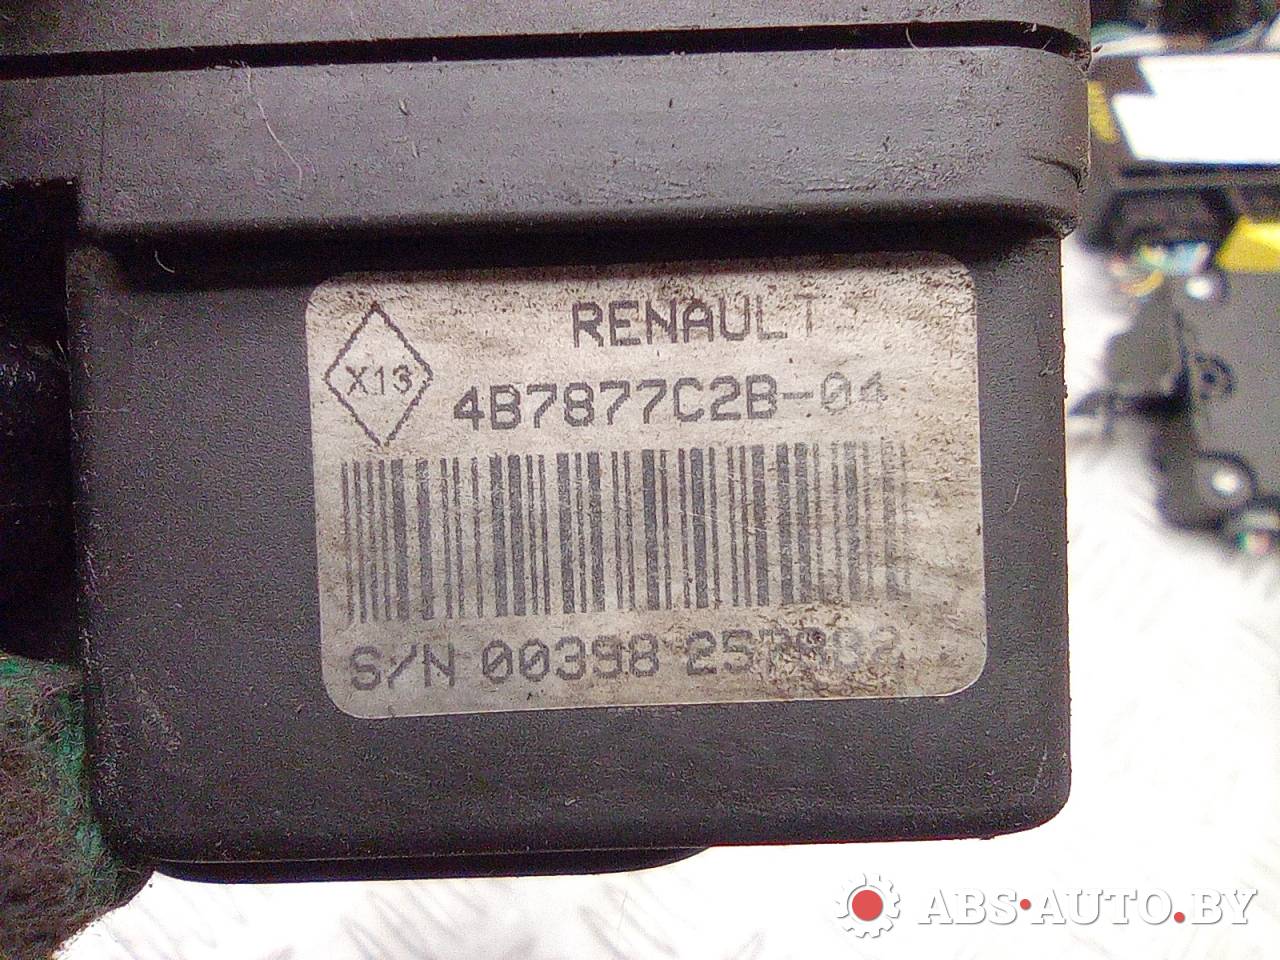 RENAULT
X13
4B7877C2B-04
S/N 00398
ABS-AUTO.BY